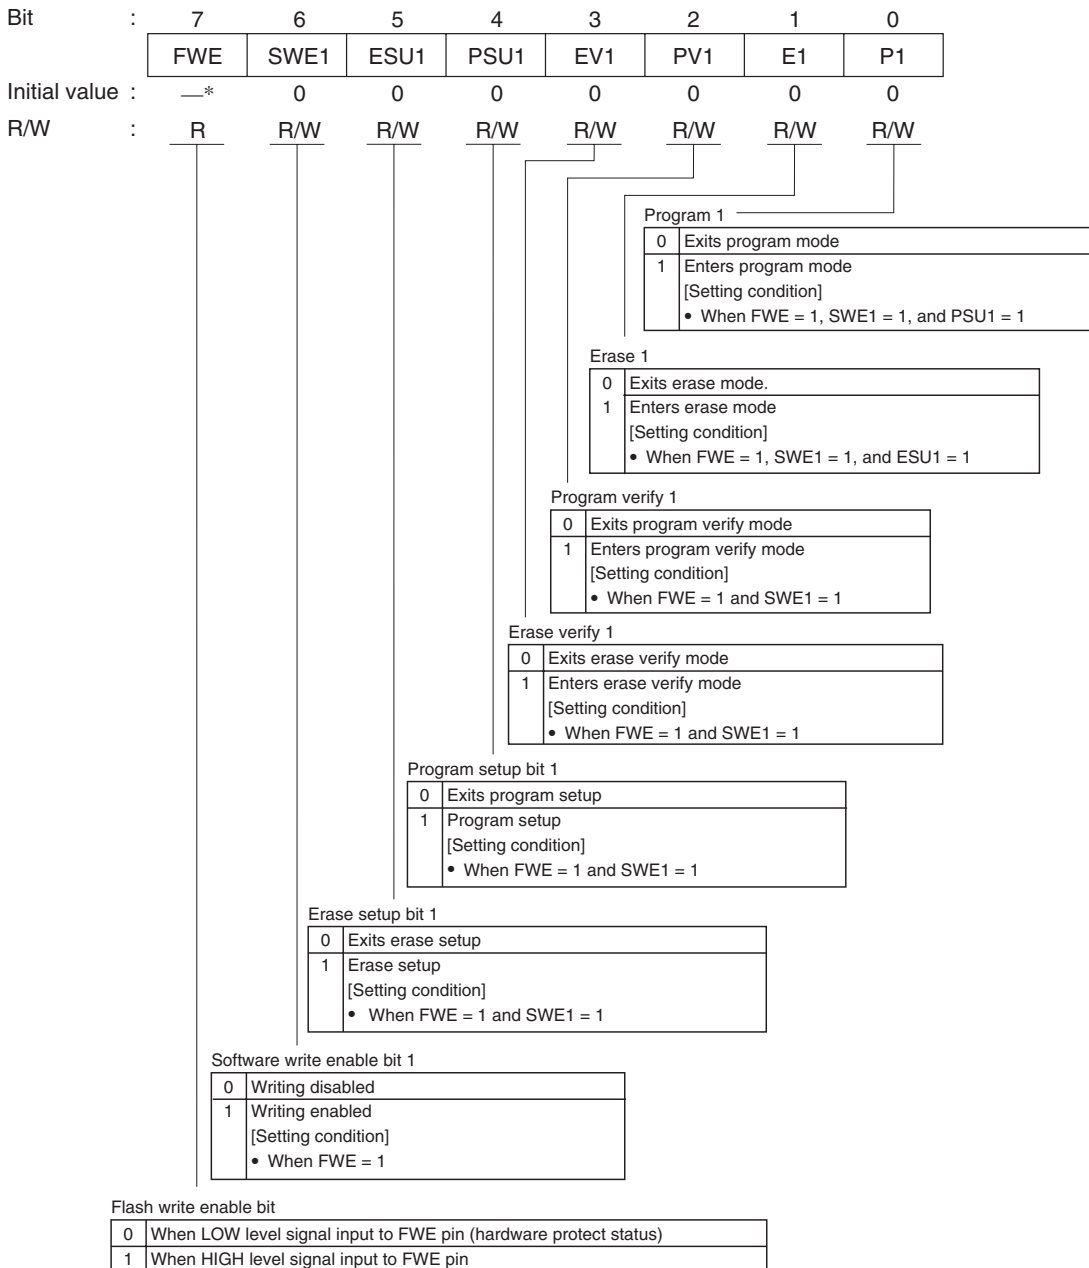 Bit : 7 6 5 4 3 2 1 0
FWE SWE1 ESU1 PSU1 EV1 PV1 E1 P1
Initial value : —* 0 0 0 0 0 0 0
R/W : R R/W R/W R/W R/W R/W R/W R/W
Program 1
0 Exits program mode
1 Enters program mode
[Setting condition]
• When FWE = 1, SWE1 = 1, and PSU1 = 1
Erase 1
0 Exits erase mode.
1 Enters erase mode
[Setting condition]
• When FWE = 1, SWE1 = 1, and ESU1 = 1
Program verify 1
0 Exits program verify mode
1 Enters program verify mode
[Setting condition]
• When FWE = 1 and SWE1 = 1
Erase verify 1
0 Exits erase verify mode
1 Enters erase verify mode
[Setting condition]
• When FWE = 1 and SWE1 = 1
Program setup bit 1
0 Exits program setup
1 Program setup
[Setting condition]
• When FWE = 1 and SWE1 = 1
Erase setup bit 1
0 Exits erase setup
1 Erase setup
[Setting condition]
• When FWE = 1 and SWE1 = 1
Software write enable bit 1
0 Writing disabled
1 Writing enabled
[Setting condition]
• When FWE = 1
Flash write enable bit
0 When LOW level signal input to FWE pin (hardware protect status)
1 When HIGH level signal input to FWE pin